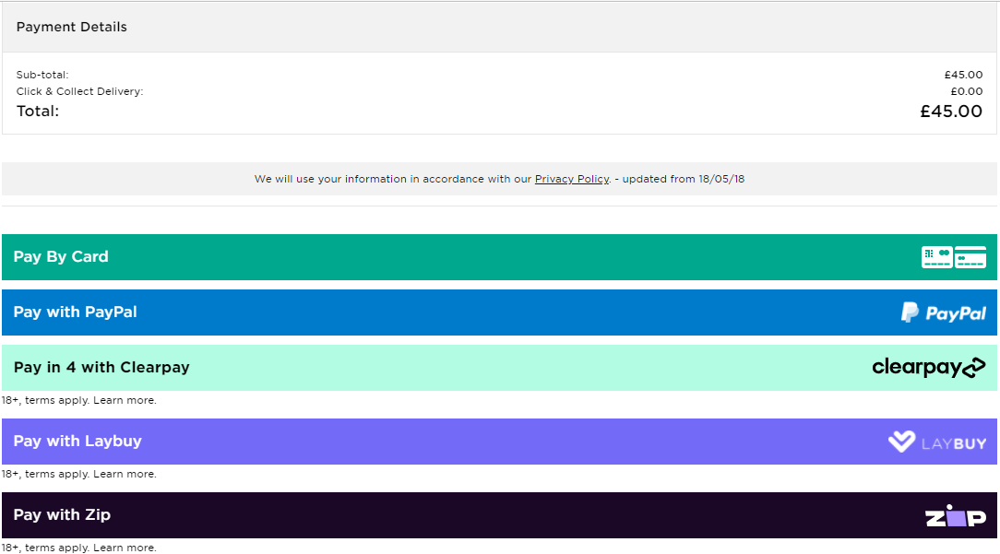 Payment Details
Sub-total: £45.00
Click & Collect Delivery: £0.00
Total: £45.00
We will use your information in accordance with our Privacy Policy. - updated from 18/05/18
Pay By Card
Pay with PayPal PayPal
Pay in 4 with Clearpay clearpay
18+, terms apply. Learn more.
Pay with Laybuy LAYBUY
18+, terms apply. Learn more.
Pay with Zip ZIP
18+, terms apply. Learn more.